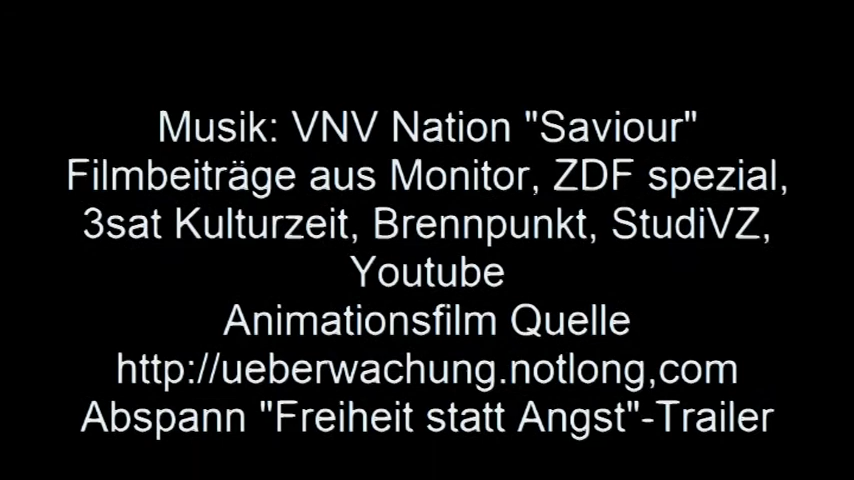 Musik: VNV Nation "Saviour"
Filmbeiträge aus Monitor, ZDF spezial,
3sat Kulturzeit, Brennpunkt, StudiVZ,
Youtube
Animationsfilm Quelle
http://ueberwachung.notlong,com
Abspann "Freiheit statt Angst"-Trailer